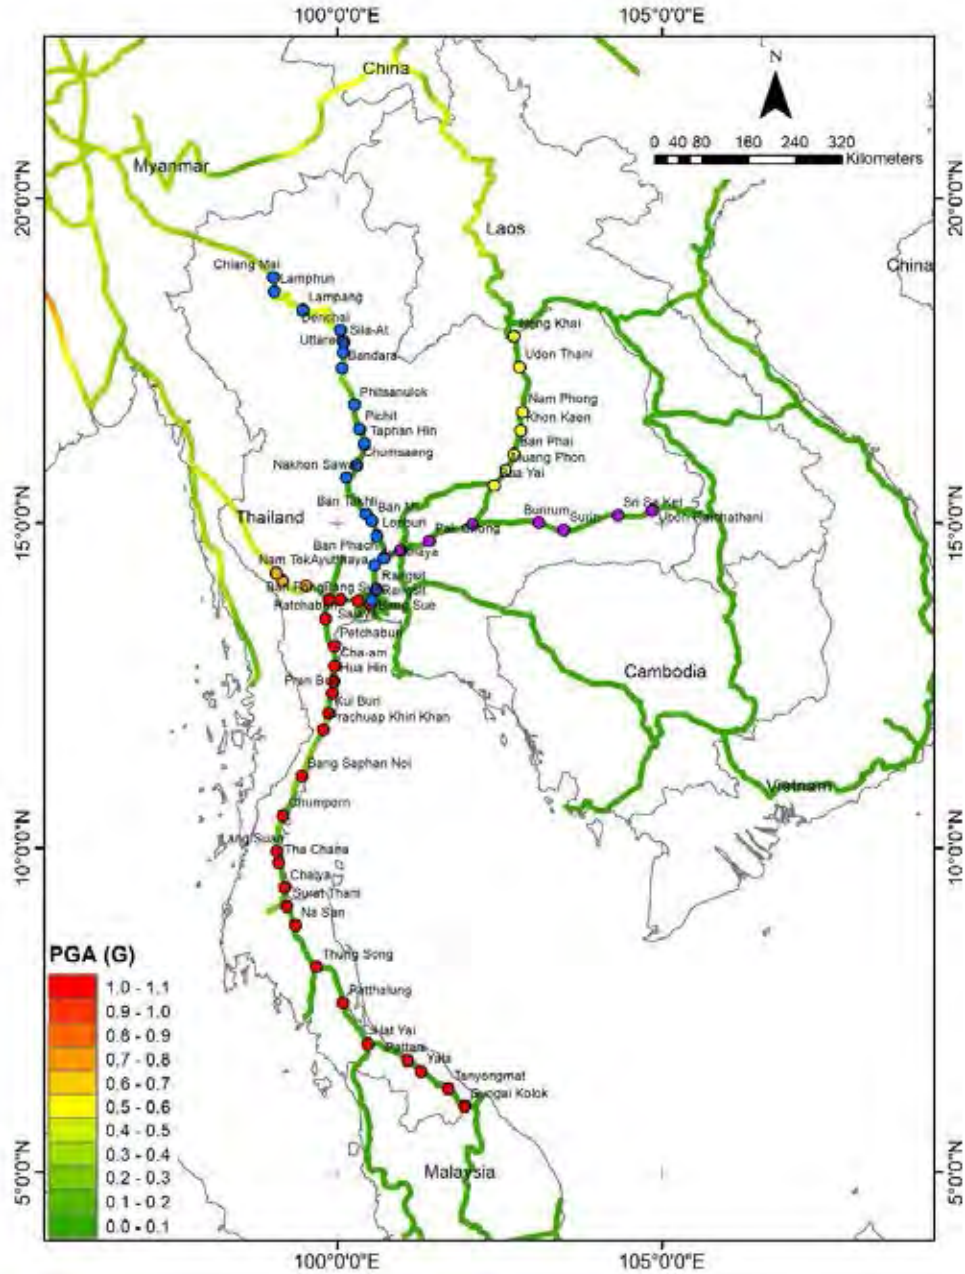 100°0'0"E 105°0'0"E
N
China
0 40 80 160 240 320
Kilometers
Myanmar
20°0'0"N 20°0'0"N
Laos
China
Chiang Mai
Lamphun
Lampang
Denchai
Sila-At
Nong Khai
Bandara
Udon Thani
Phitsanulok
Nam Phong
Pichit
Khon Kaen
Taphan Hin
Ban Phai
Chumsaeng
Muang Phon
Nakhon Sawa
Bua Yai
Ban Takhli
Sri Sa Ket
15°0'0"N 15°0'0"N
Thailand
Burirum
Surin
Ubon Ratchathani
Lopburi
Pak Chong
Ban Phachi
Nam Tok
Ayutthaya
Rangsit
Ban Pong
Rangsit
Ratchaburi
Bang Sue
Petchaburi
Cha-am
Hua Hin
Cambodia
Pran Buri
Kui Buri
Prachuap Khiri Khan
Bang Saphan Noi
Vietnam
Chumporn
10°0'0"N 10°0'0"N
Lang Suan
Tha Chana
Chaiya
Surat Thani
Na San
PGA (G)
Thung Song
1.0 - 1.1
0.9 - 1.0
Patthalung
0.8 - 0.9
Hat Yai
0.7 - 0.8
Pattani
Yala
0.6 - 0.7
Tanyongmat
0.5 - 0.6
Sungai Kolok
0.4 - 0.5
0.3 - 0.4
Malaysia
5°0'0"N 5°0'0"N
0.2 - 0.3
0.1 - 0.2
0.0 - 0.1
100°0'0"E 105°0'0"E